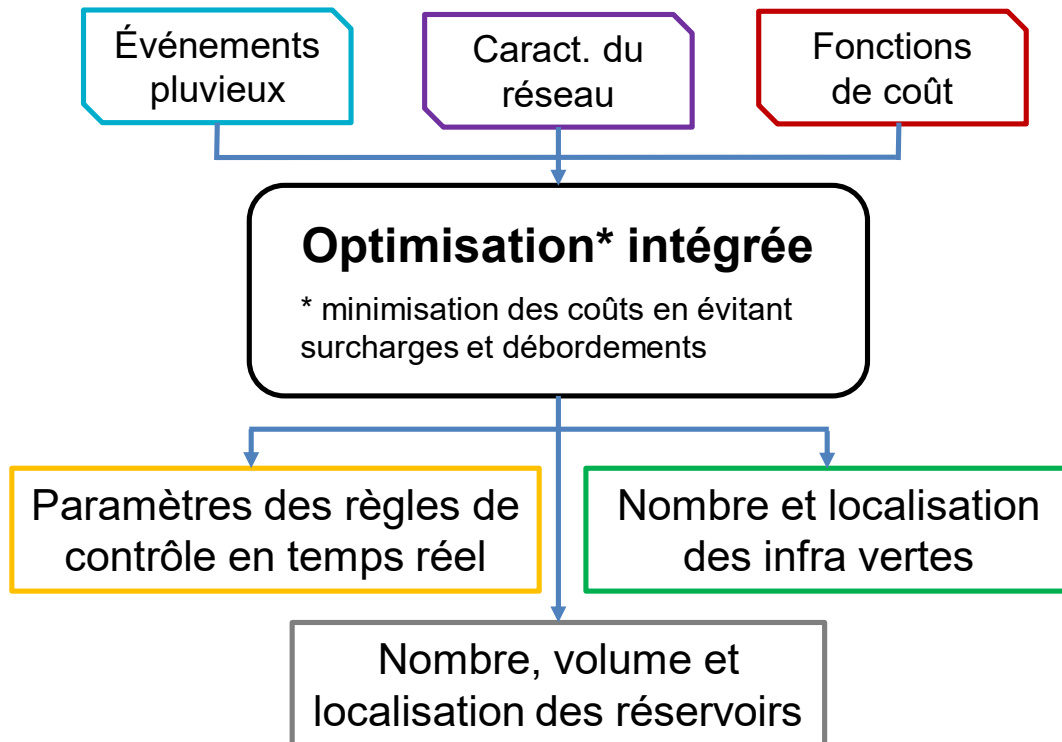 Événements
pluvieux
Caract. du
réseau
Fonctions
de coût
Optimisation* intégrée
* minimisation des coûts en évitant
surcharges et débordements
Paramètres des règles de
contrôle en temps réel
Nombre et localisation
des infra vertes
Nombre, volume et
localisation des réservoirs